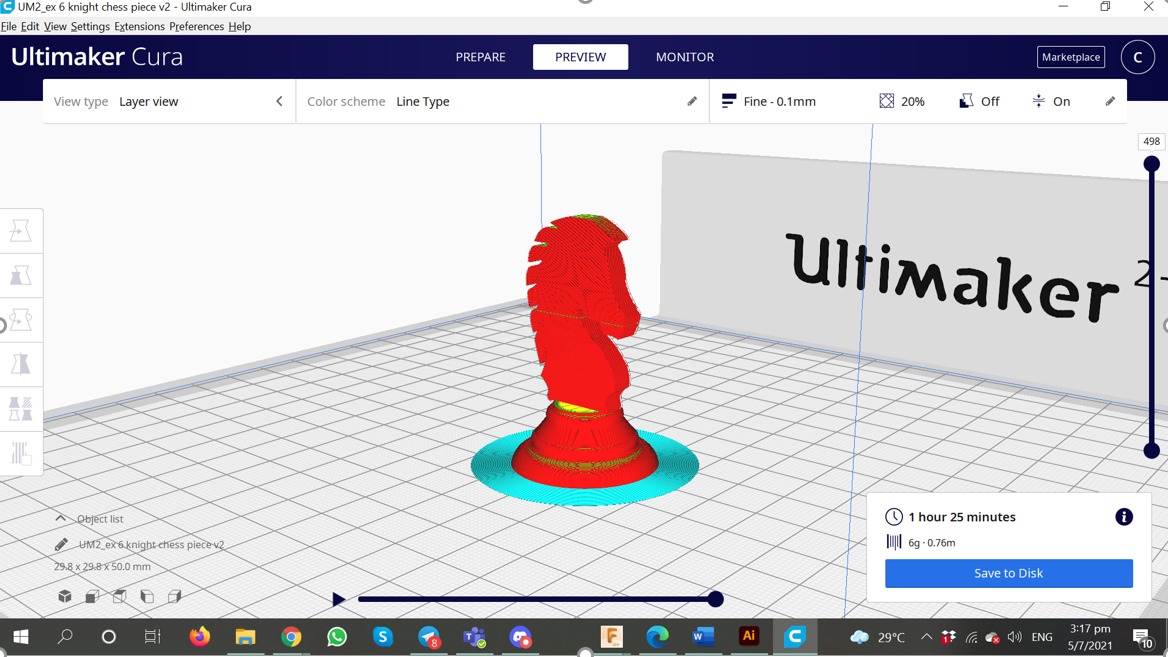 UM2_ex 6 knight chess piece v2 - Ultimaker Cura
File Edit View Settings Extensions Preferences Help
Ultimaker Cura
PREPARE PREVIEW MONITOR
Marketplace
C
View type Layer view
Color scheme Line Type
Fine - 0.1mm 20% Off On
498
Ultimaker 2
Object list
UM2_ex 6 knight chess piece v2
29.8 x 29.8 x 50.0 mm
1 hour 25 minutes
6g · 0.76m
Save to Disk
29°C
ENG
3:17 pm
5/7/2021
10